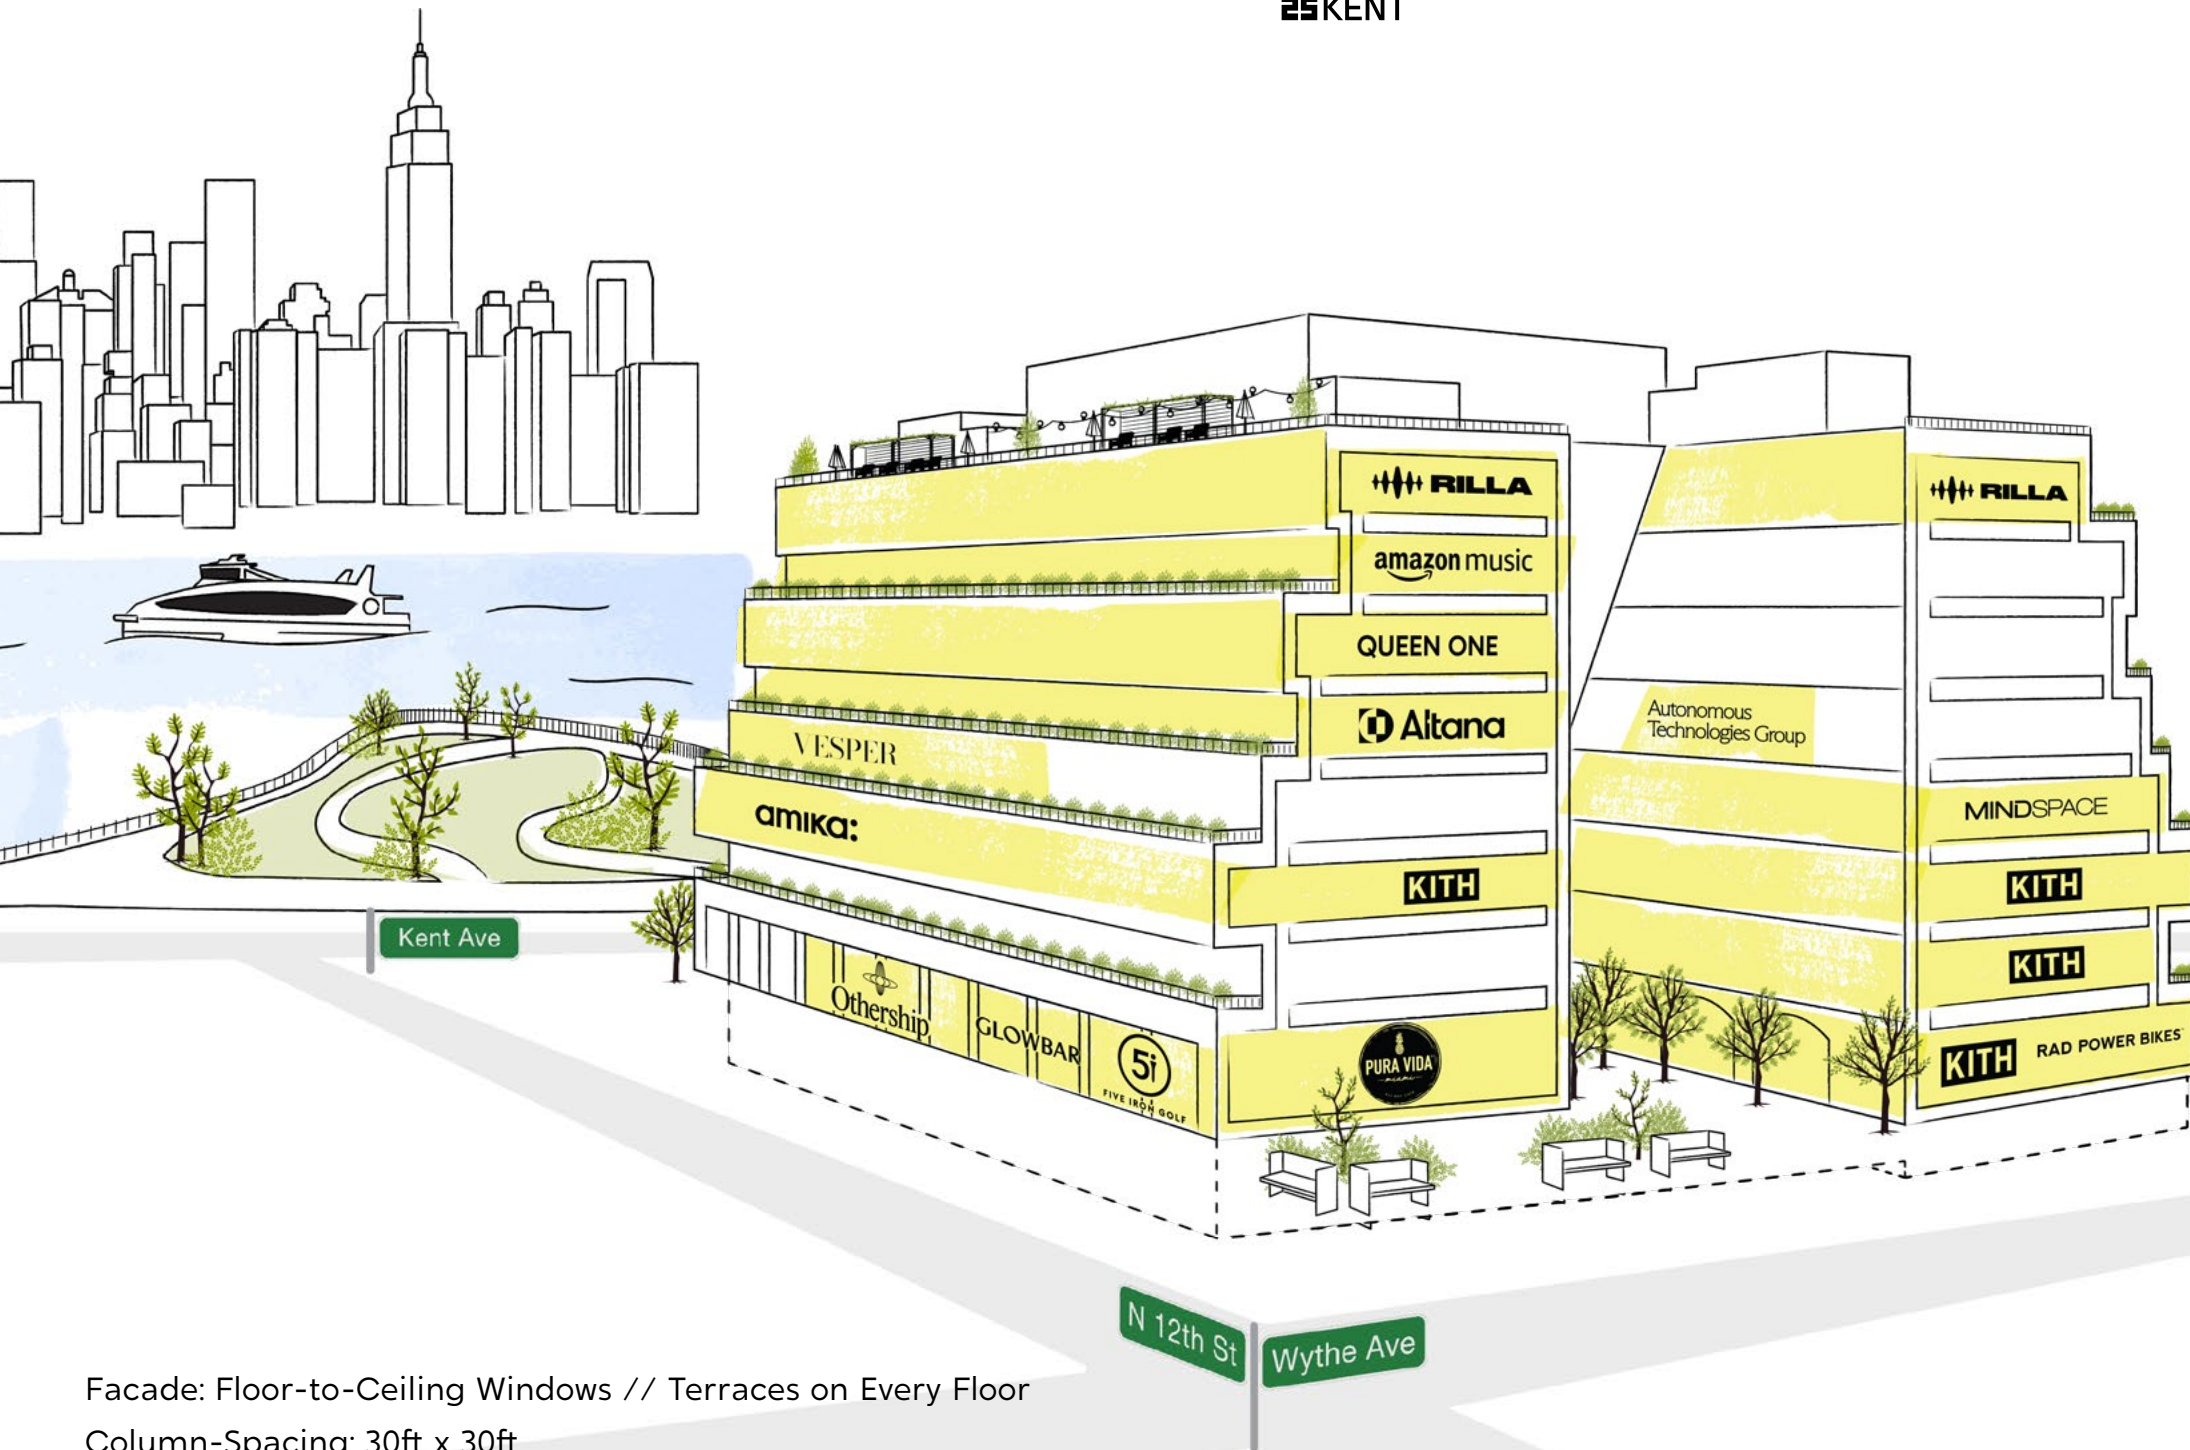 25KENT
RILLA
RILLA
amazon music
QUEEN ONE
Altana
VESPER
Autonomous
Technologies Group
amika:
MINDSPACE
KITH
KITH
KITH
Kent Ave
Othership
GLOWBAR
5i
FIVE IRON GOLF
PURA VIDA
miami
KITH
RAD POWER BIKES
N 12th St
Wythe Ave
Facade: Floor-to-Ceiling Windows // Terraces on Every Floor
Column-Spacing: 30ft x 30ft